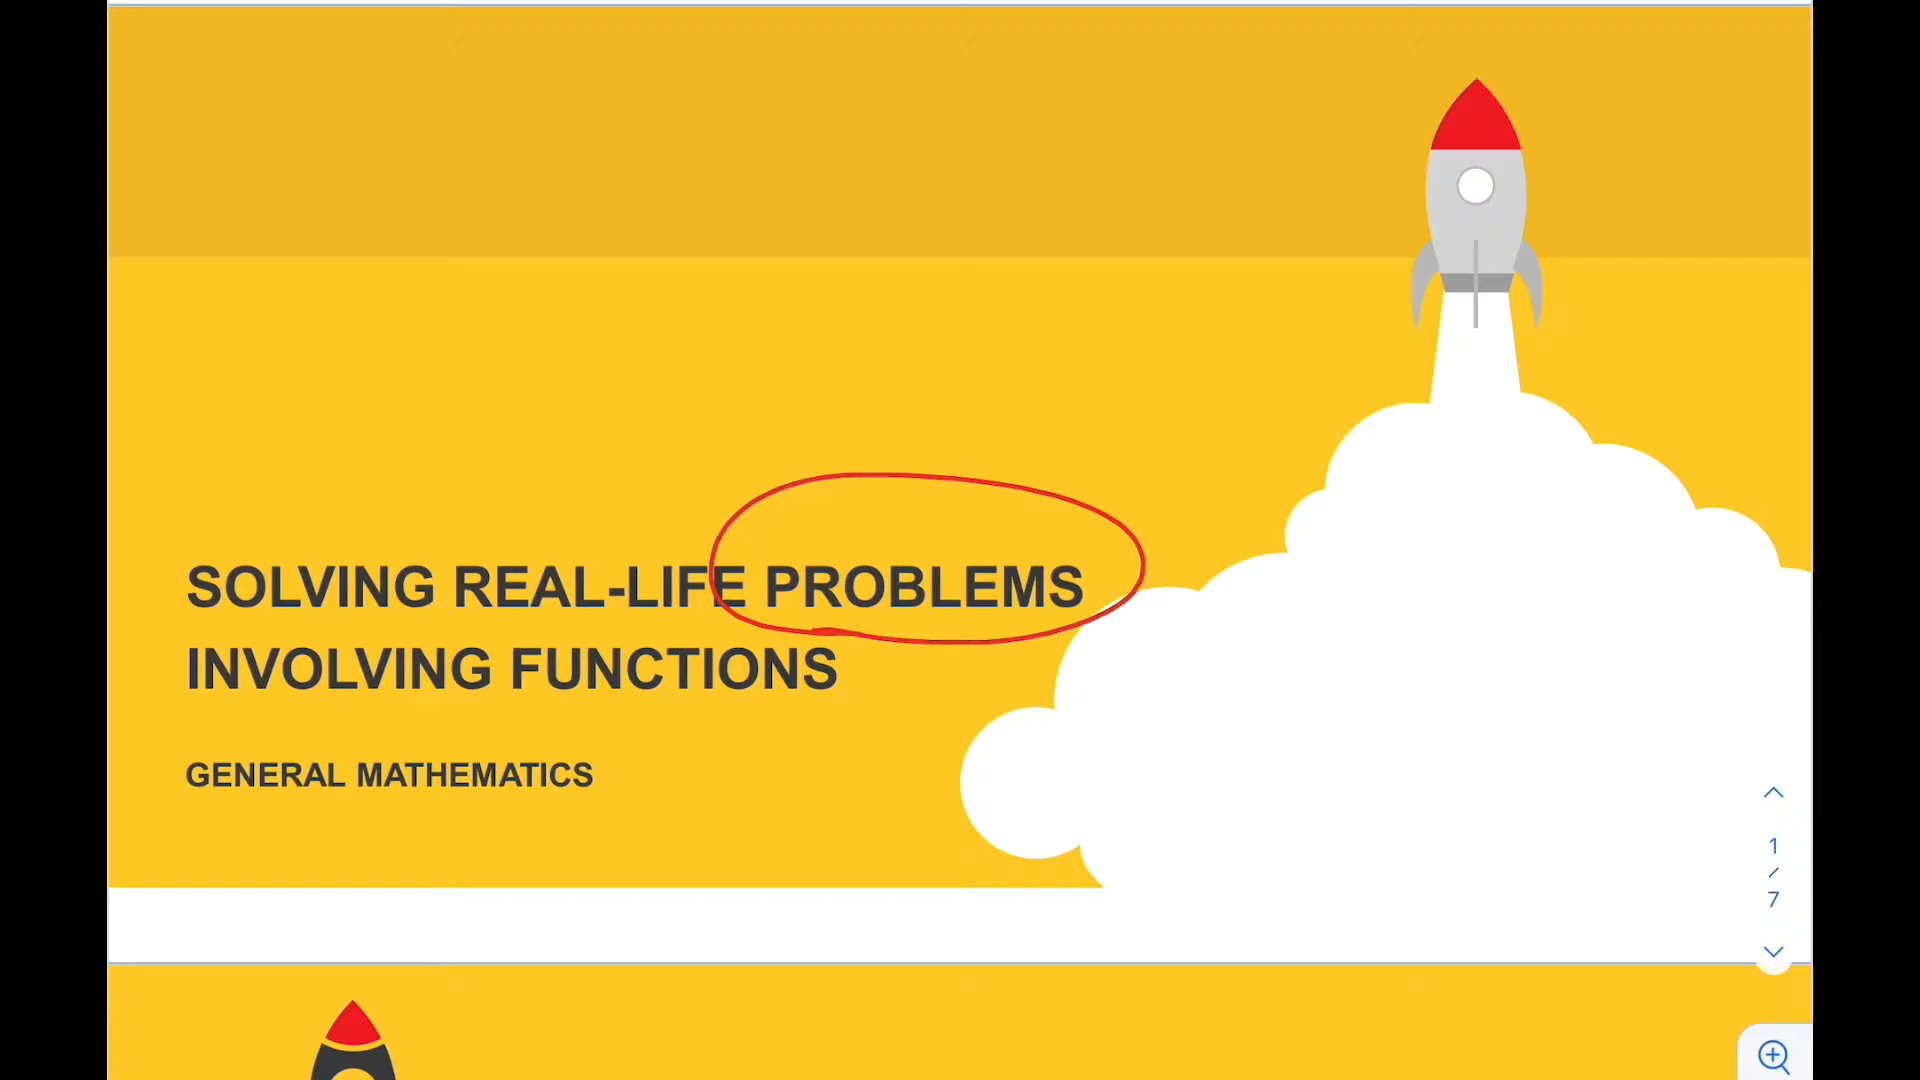 SOLVING REAL-LIFE PROBLEMS
INVOLVING FUNCTIONS
GENERAL MATHEMATICS
1
/
7